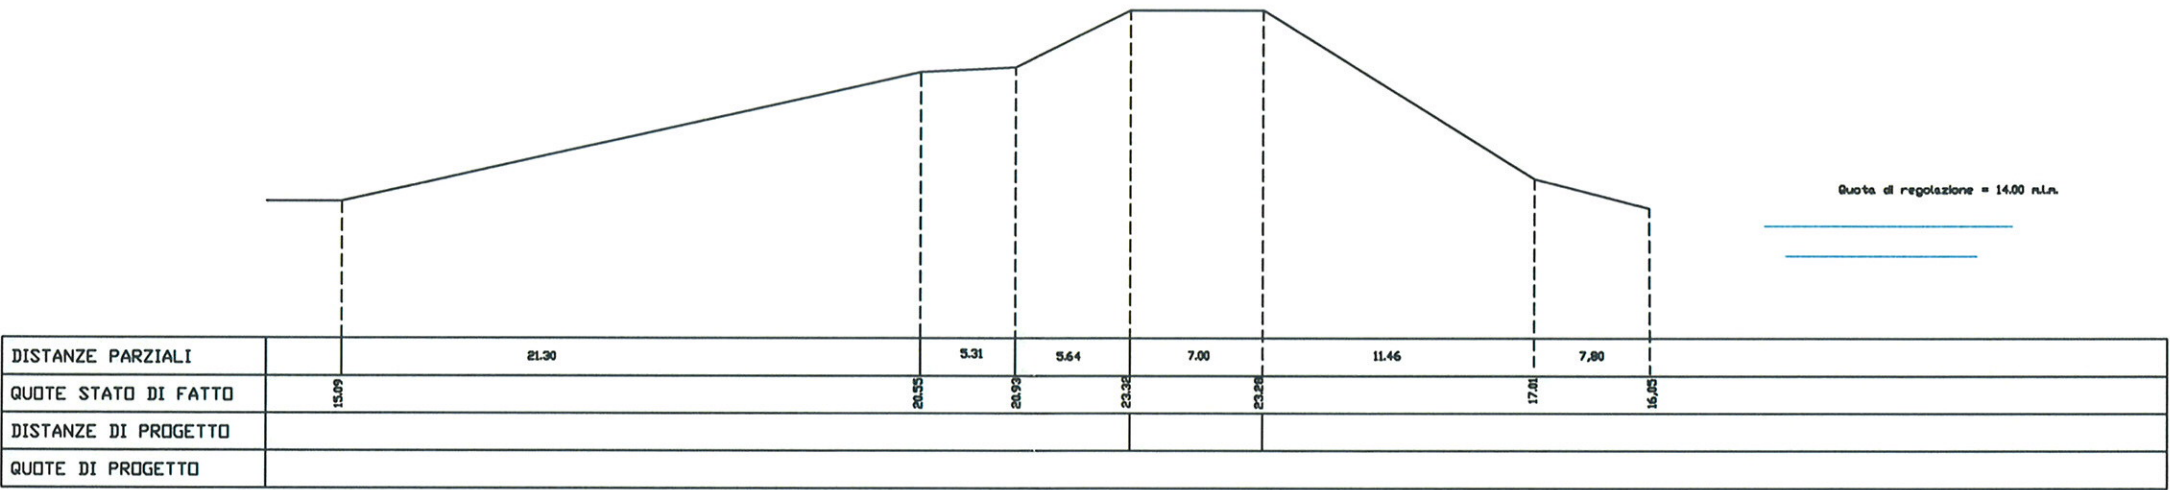 Quota di regolazione = 14.00 m.l.m.
DISTANZE PARZIALI 21.30 5.31 5.64 7.00 11.46 7,80
QUOTE STATO DI FATTO 15.09 20.55 20.93 23.32 23.28 17.01 16,05
DISTANZE DI PROGETTO
QUOTE DI PROGETTO